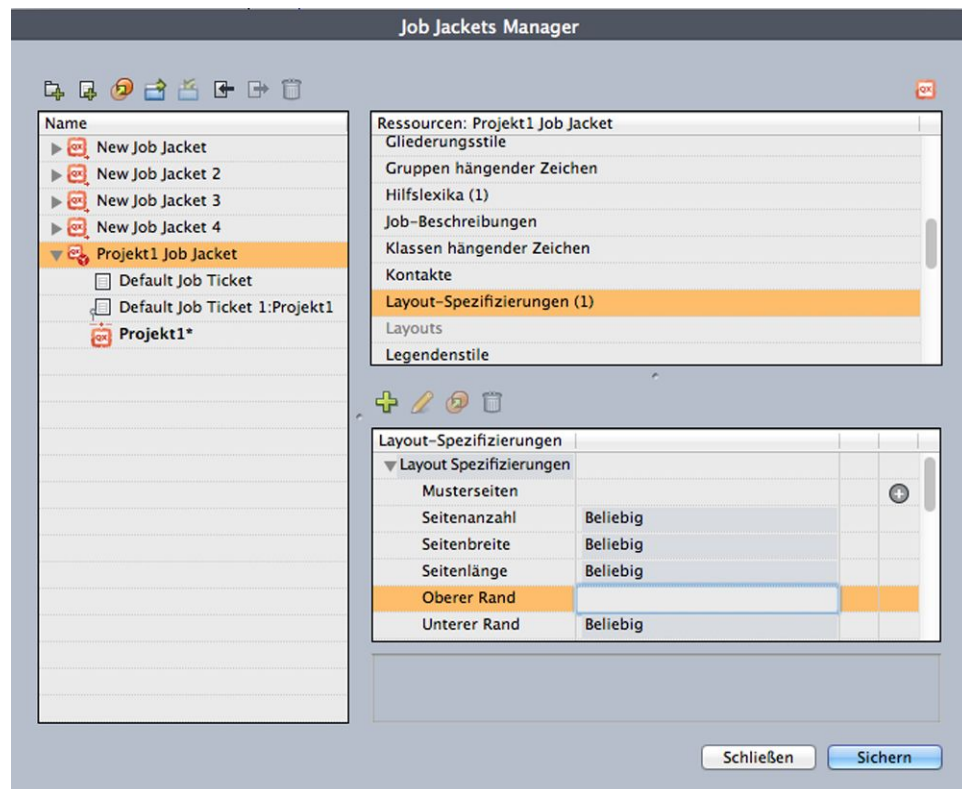 Job Jackets Manager
Name
New Job Jacket
New Job Jacket 2
New Job Jacket 3
New Job Jacket 4
Projekt1 Job Jacket
Default Job Ticket
Default Job Ticket 1:Projekt1
Projekt1*
Ressourcen: Projekt1 Job Jacket
Gliederungsstile
Gruppen hängender Zeichen
Hilfslexika (1)
Job-Beschreibungen
Klassen hängender Zeichen
Kontakte
Layout-Spezifizierungen (1)
Layouts
Legendenstile
Layout-Spezifizierungen
Layout Spezifizierungen
Musterseiten
Seitenanzahl Beliebig
Seitenbreite Beliebig
Seitenlänge Beliebig
Oberer Rand
Unterer Rand Beliebig
Schließen Sichern